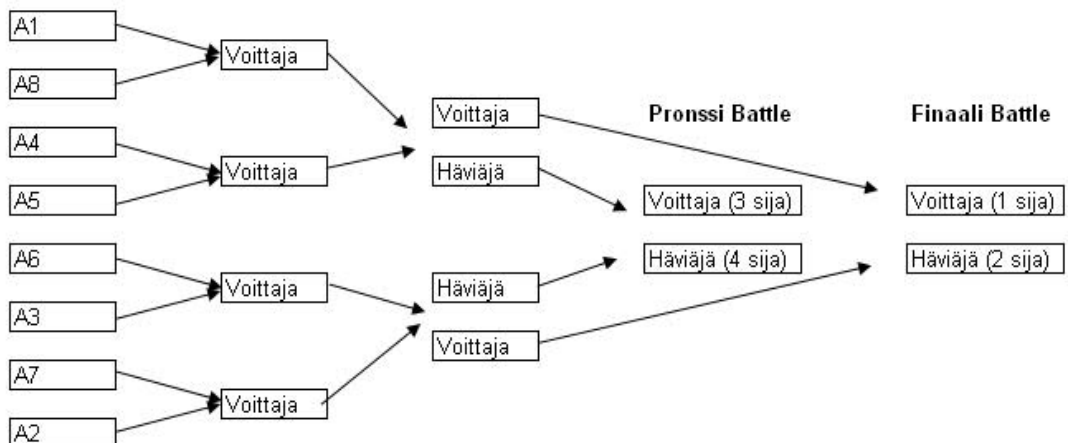 A1
A8
A4
A5
A6
A3
A7
A2
Voittaja
Voittaja
Voittaja
Voittaja
Voittaja
Häviäjä
Häviäjä
Voittaja
Pronssi Battle
Voittaja (3 sija)
Häviäjä (4 sija)
Finaali Battle
Voittaja (1 sija)
Häviäjä (2 sija)